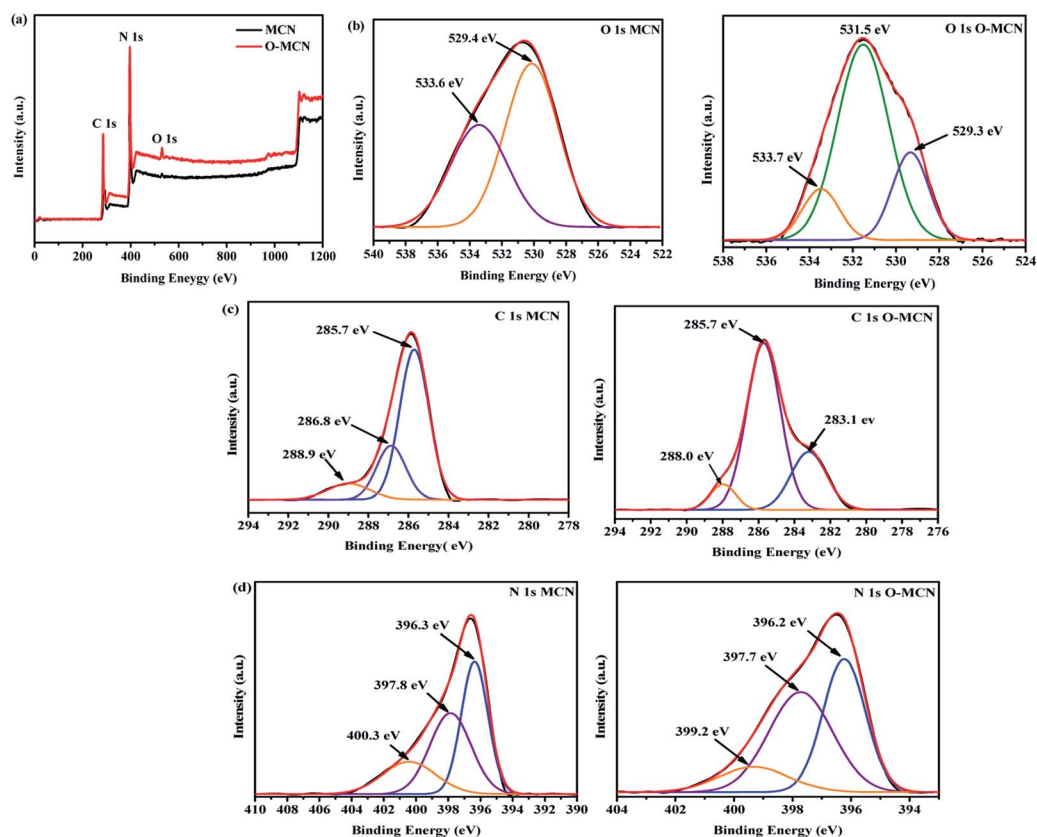 (a)
N 1s
MCN
O-MCN
C 1s
O 1s
Intensity (a.u.)
0 200 400 600 800 1000 1200
Binding Eneygy (eV)
(b)
O 1s MCN
529.4 eV
533.6 eV
Intensity (a.u.)
540 538 536 534 532 530 528 526 524 522
Binding Energy (eV)
531.5 eV
O 1s O-MCN
529.3 eV
533.7 eV
Intensity (a.u.)
538 536 534 532 530 528 526 524
Binding Energy (eV)
(c)
C 1s MCN
285.7 eV
286.8 eV
288.9 eV
Intensity (a.u.)
294 292 290 288 286 284 282 280 278
Binding Energy( eV)
C 1s O-MCN
285.7 eV
283.1 ev
288.0 eV
Intensity (a.u.)
294 292 290 288 286 284 282 280 278 276
Binding Energy (eV)
(d)
N 1s MCN
396.3 eV
397.8 eV
400.3 eV
Intensity (a.u.)
410 408 406 404 402 400 398 396 394 392 390
Binding Energy (eV)
N 1s O-MCN
396.2 eV
397.7 eV
399.2 eV
Intensity (a.u.)
404 402 400 398 396 394
Binding Energy (eV)